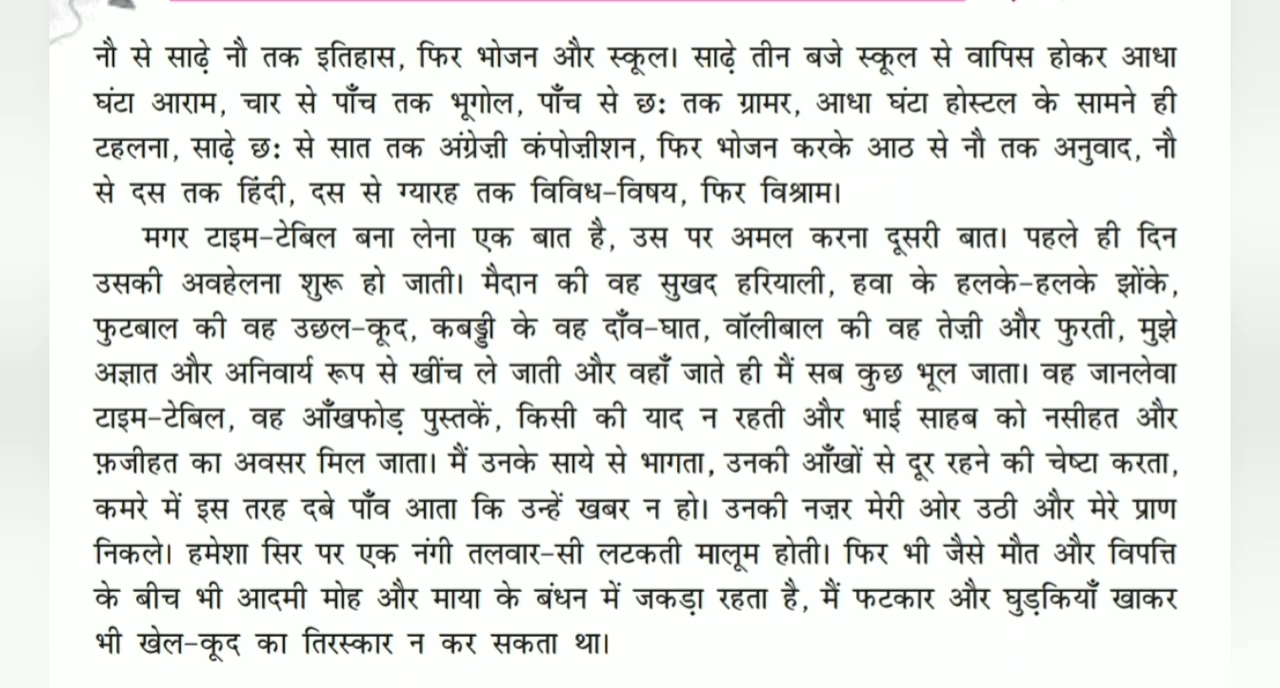 नौ से साढ़े नौ तक इतिहास, फिर भोजन और स्कूल। साढ़े तीन बजे स्कूल से वापिस होकर आधा
घंटा आराम, चार से पाँच तक भूगोल, पाँच से छः तक ग्रामर, आधा घंटा होस्टल के सामने ही
टहलना, साढ़े छः से सात तक अंग्रेज़ी कंपोज़ीशन, फिर भोजन करके आठ से नौ तक अनुवाद, नौ
से दस तक हिंदी, दस से ग्यारह तक विविध-विषय, फिर विश्राम।
मगर टाइम-टेबिल बना लेना एक बात है, उस पर अमल करना दूसरी बात। पहले ही दिन
उसकी अवहेलना शुरू हो जाती। मैदान की वह सुखद हरियाली, हवा के हलके-हलके झोंके,
फुटबाल की वह उछल-कूद, कबड्डी के वह दाँव-घात, वॉलीबाल की वह तेज़ी और फुरती, मुझे
अज्ञात और अनिवार्य रूप से खींच ले जाती और वहाँ जाते ही मैं सब कुछ भूल जाता। वह जानलेवा
टाइम-टेबिल, वह आँखफोड़ पुस्तकें, किसी की याद न रहती और भाई साहब को नसीहत और
फ़जीहत का अवसर मिल जाता। मैं उनके साये से भागता, उनकी आँखों से दूर रहने की चेष्टा करता,
कमरे में इस तरह दबे पाँव आता कि उन्हें खबर न हो। उनकी नज़र मेरी ओर उठी और मेरे प्राण
निकले। हमेशा सिर पर एक नंगी तलवार-सी लटकती मालूम होती। फिर भी जैसे मौत और विपत्ति
के बीच भी आदमी मोह और माया के बंधन में जकड़ा रहता है, मैं फटकार और घुड़कियाँ खाकर
भी खेल-कूद का तिरस्कार न कर सकता था।